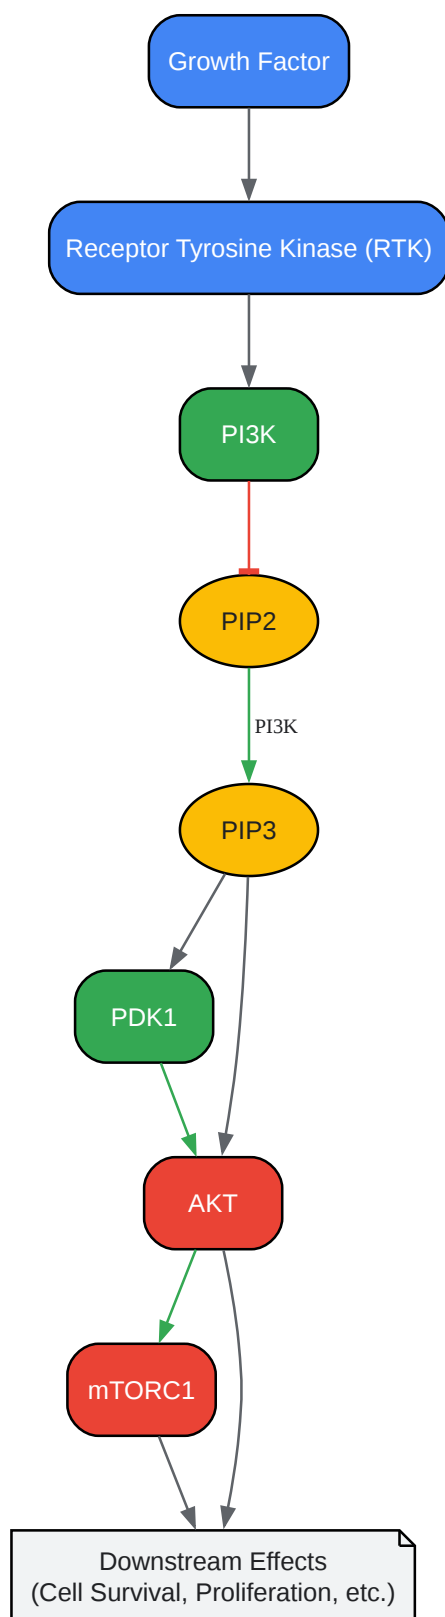 Growth Factor
Receptor Tyrosine Kinase (RTK)
PI3K
PIP2
PI3K
PIP3
PDK1
AKT
mTORC1
Downstream Effects
(Cell Survival, Proliferation, etc.)